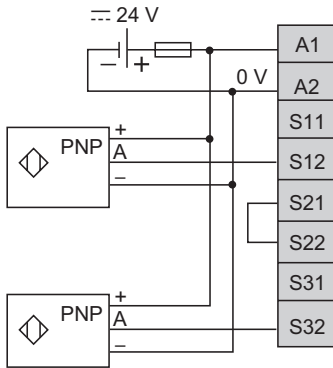 ⎓ 24 V
− +
0 V
A1
A2
S11
S12
S21
S22
S31
S32
PNP
+
A
−
PNP
+
A
−